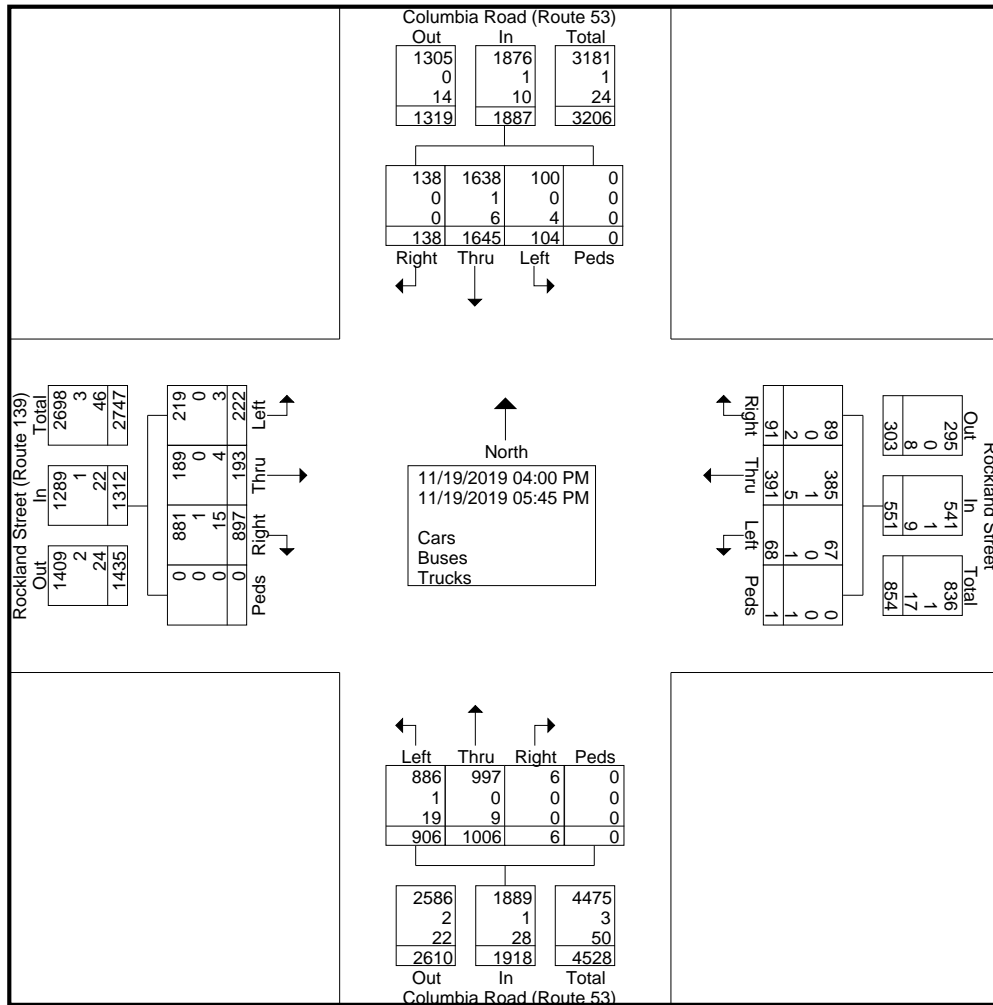 Columbia Road (Route 53)
Out In Total
1305 1876 3181
0 1 1
14 10 24
1319 1887 3206
138 1638 100 0
0 1 0 0
0 6 4 0
138 1645 104 0
Right Thru Left Peds
Rockland Street (Route 139)
Total In Out
2698 1289 1409
3 1 2
46 22 24
2747 1312 1435
219 189 881 0
0 0 1 0
3 4 15 0
222 193 897 0
Left Thru Right Peds
North
11/19/2019 04:00 PM
11/19/2019 05:45 PM
Cars
Buses
Trucks
Right Thru Left Peds
91 391 68 1
2 5 1 1
0 1 0 0
89 385 67 0
303 551 854
8 9 17
0 1 1
295 541 836
Out In Total
Rockland Street
Left Thru Right Peds
886 997 6 0
1 0 0 0
19 9 0 0
906 1006 6 0
2586 1889 4475
2 1 3
22 28 50
2610 1918 4528
Out In Total
Columbia Road (Route 53)